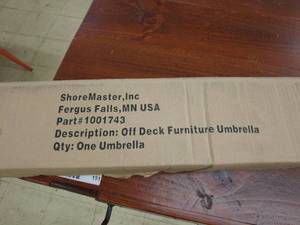 ShoreMaster,Inc
Fergus Falls,MN USA
Part#1001743
Description: Off Deck Furniture Umbrella
Qty: One Umbrella